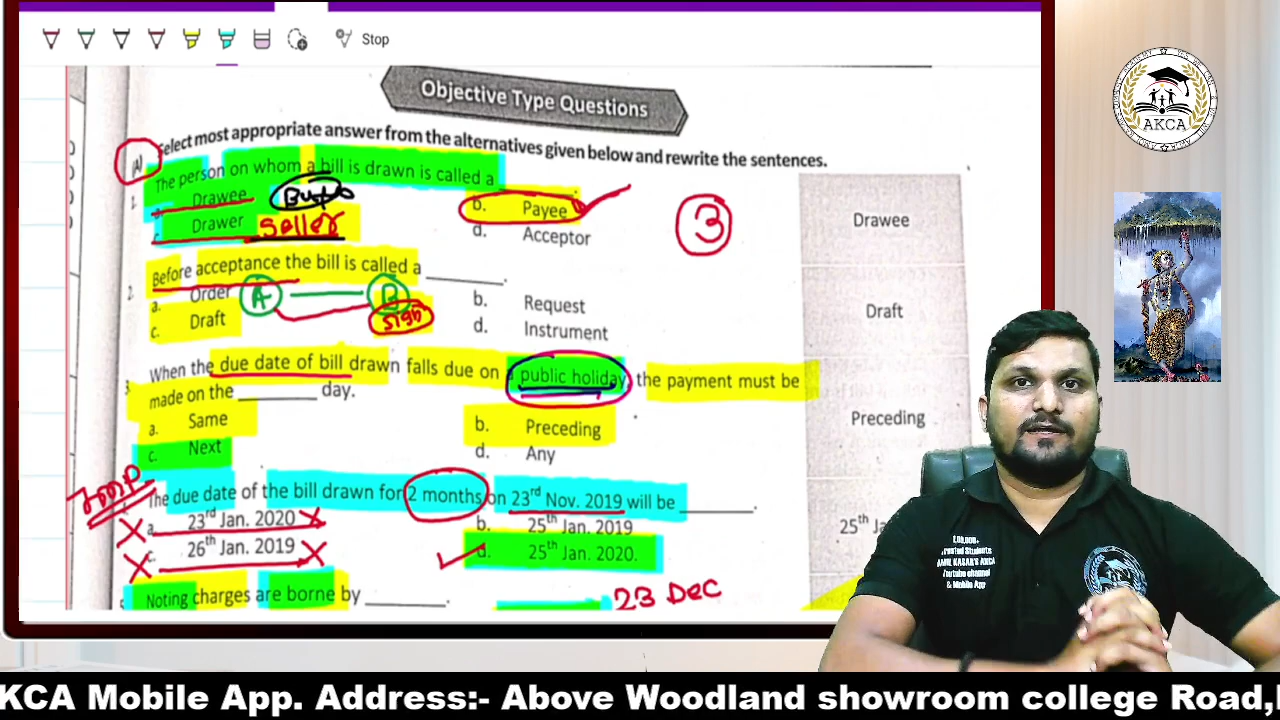 Stop
Objective Type Questions
(A) Select most appropriate answer from the alternatives given below and rewrite the sentences.
1. The person on whom a bill is drawn is called a
Drawee
b. Payee
c. Drawer Seller
d. Acceptor
3
Drawee
2. Before acceptance the bill is called a ________.
a. Order A B
b. Request
c. Draft sign
d. Instrument
Draft
3. When the due date of bill drawn falls due on a public holiday, the payment must be
made on the ________ day.
a. Same
b. Preceding
c. Next
d. Any
Preceding
The due date of the bill drawn for 2 months on 23rd Nov. 2019 will be ________.
a. 23rd Jan. 2020
b. 25th Jan. 2019
c. 26th Jan. 2019
d. 25th Jan. 2020.
25th
Noting charges are borne by ________.
23 Dec
AKCA
Trusted Students
Youtube channel
& Mobile App
KCA Mobile App. Address:- Above Woodland showroom college Road,